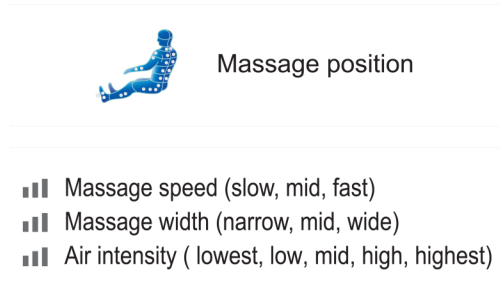 Massage position
Massage speed (slow, mid, fast)
Massage width (narrow, mid, wide)
Air intensity ( lowest, low, mid, high, highest)